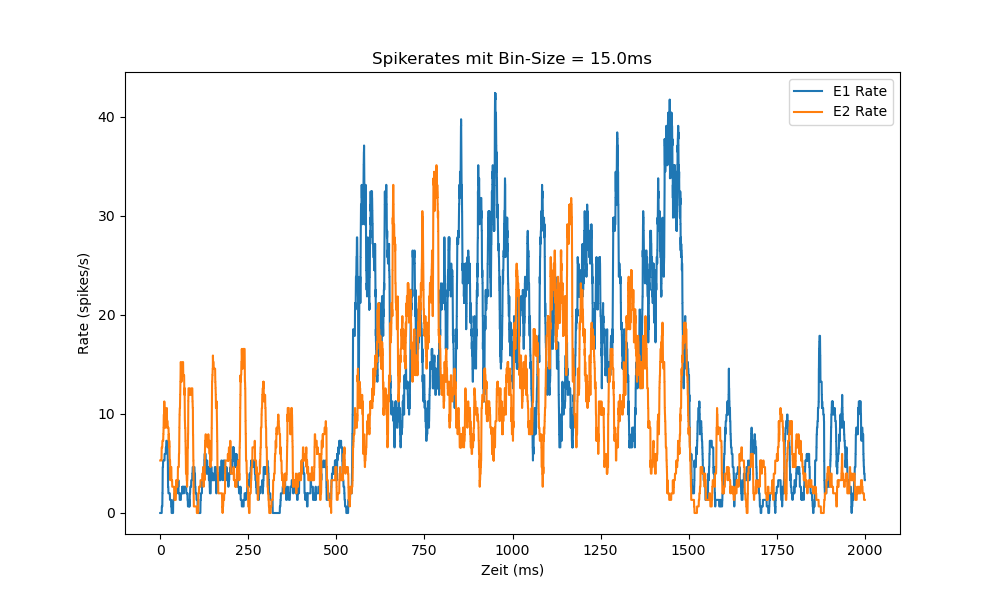 Spikerates mit Bin-Size = 15.0ms
E1 Rate
E2 Rate
Rate (spikes/s)
40
30
20
10
0
0 250 500 750 1000 1250 1500 1750 2000
Zeit (ms)